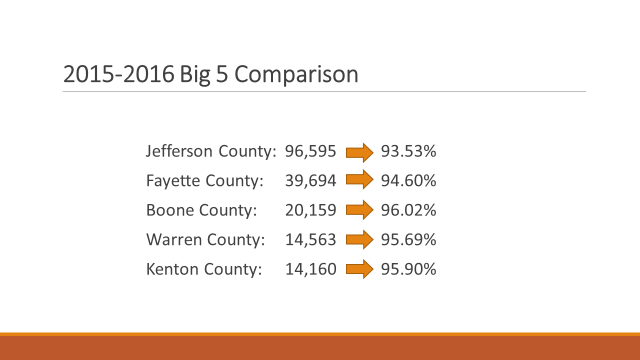 2015-2016 Big 5 Comparison
Jefferson County: 96,595 93.53%
Fayette County: 39,694 94.60%
Boone County: 20,159 96.02%
Warren County: 14,563 95.69%
Kenton County: 14,160 95.90%